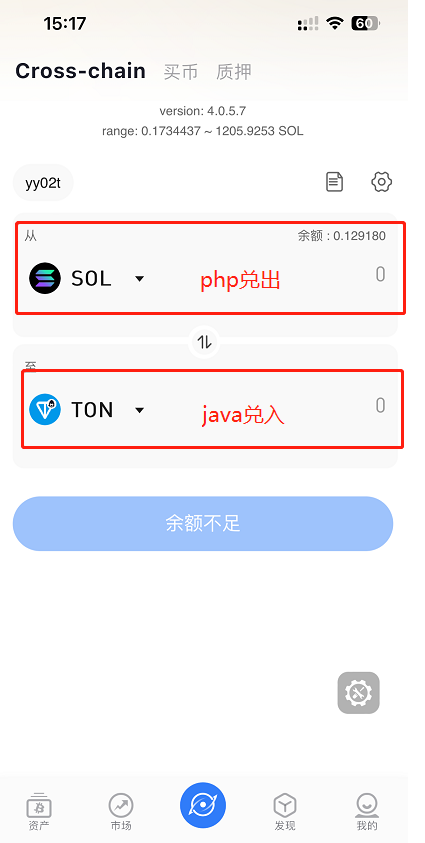 15:17
60
Cross-chain 买币 质押
version: 4.0.5.7
range: 0.1734437 ~ 1205.9253 SOL
yy02t
从 余额 : 0.129180
SOL php兑出 0
至
TON java兑入 0
余额不足
资产 市场 发现 我的